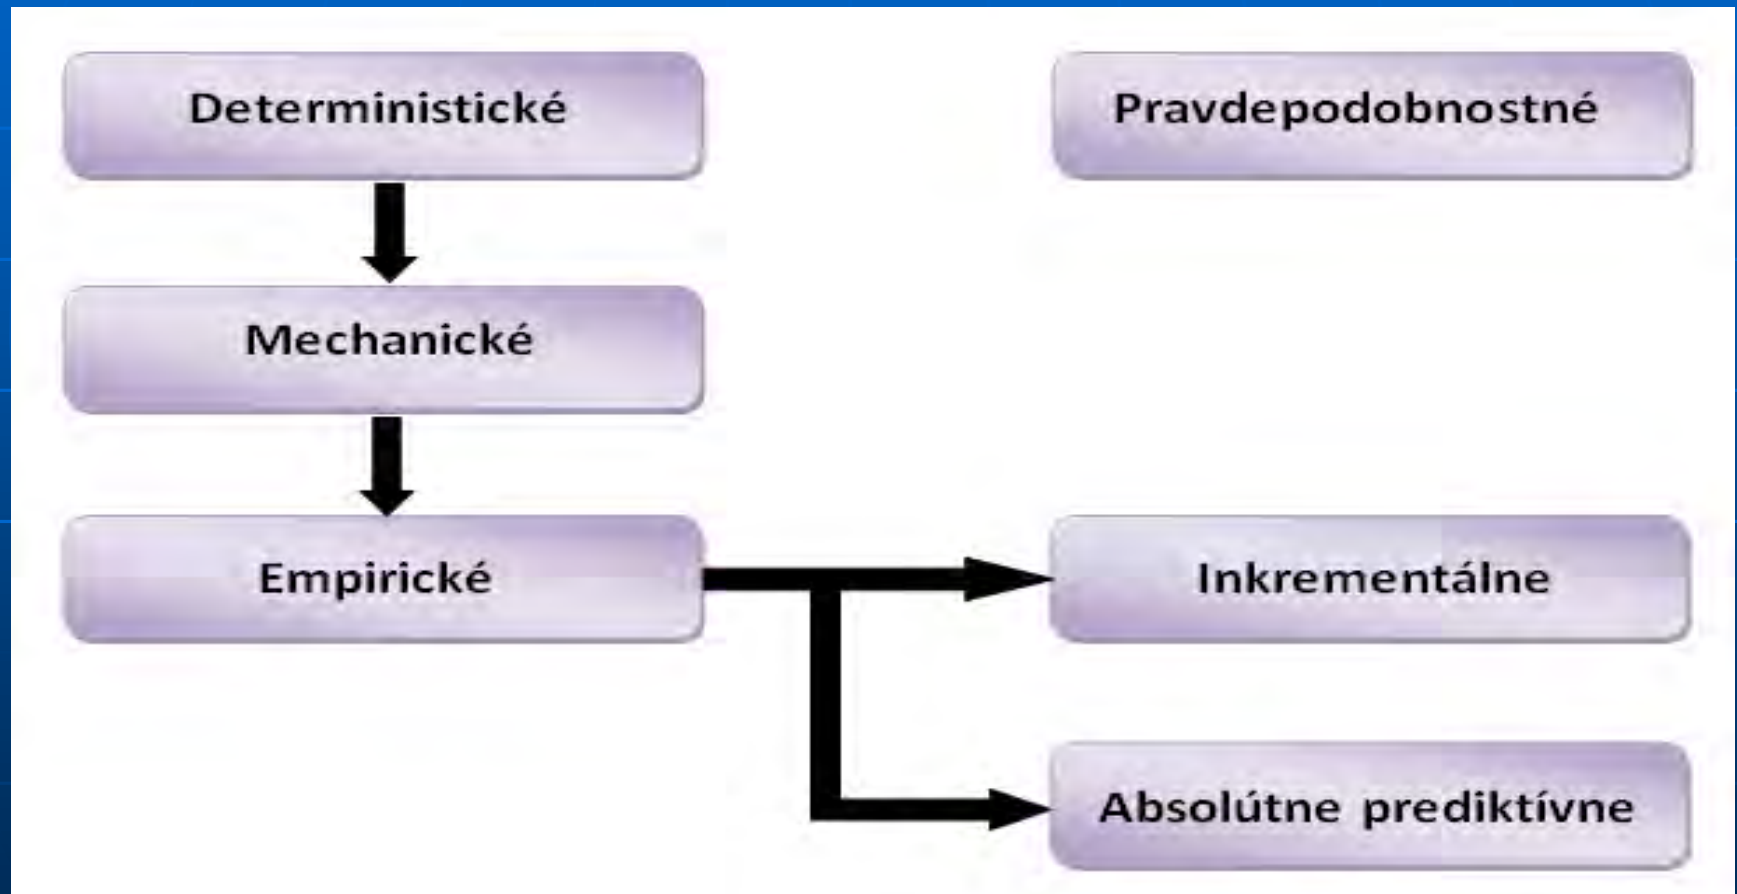 Deterministické
Pravdepodobnostné
Mechanické
Empirické
Inkrementálne
Absolútne prediktívne